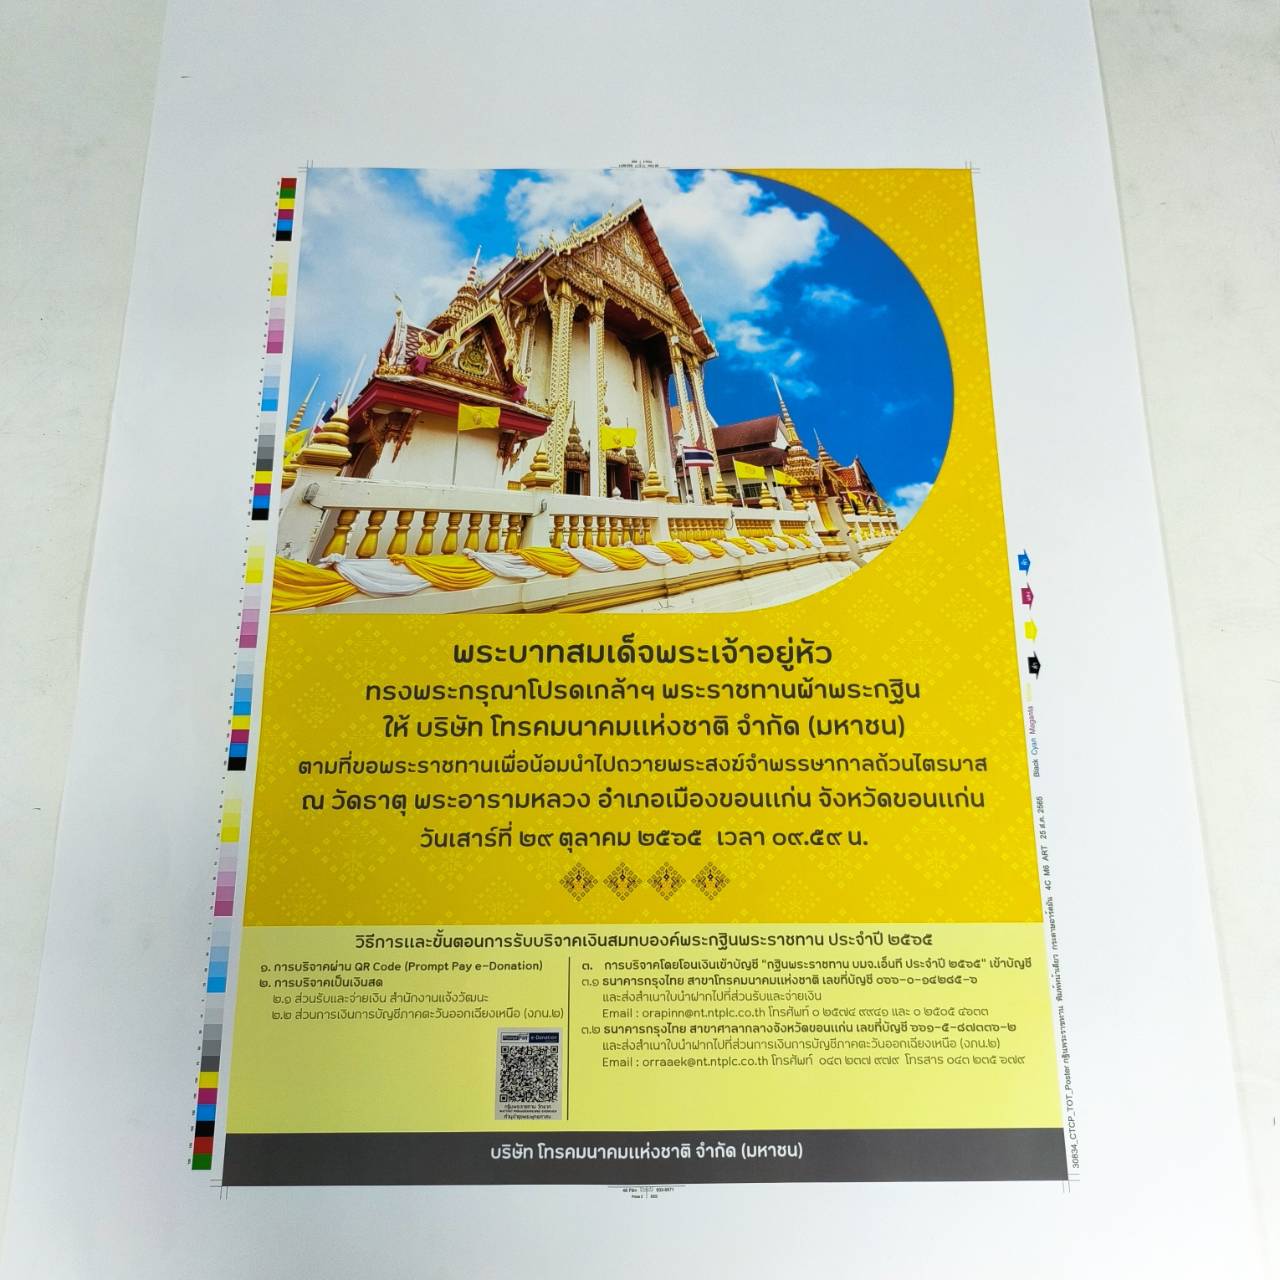 พระบาทสมเด็จพระเจ้าอยู่หัว
ทรงพระกรุณาโปรดเกล้าฯ พระราชทานผ้าพระกฐิน
ให้ บริษัท โทรคมนาคมแห่งชาติ จำกัด (มหาชน)
ตามที่ขอพระราชทานเพื่อน้อมนำไปถวายพระสงฆ์จำพรรษากาลถ้วนไตรมาส
ณ วัดธาตุ พระอารามหลวง อำเภอเมืองขอนแก่น จังหวัดขอนแก่น
วันเสาร์ที่ ๒๙ ตุลาคม ๒๕๖๕ เวลา ๐๙.๕๙ น.
วิธีการและขั้นตอนการรับบริจาคเงินสมทบองค์พระกฐินพระราชทาน ประจำปี ๒๕๖๕
๑. การบริจาคผ่าน QR Code (Prompt Pay e-Donation)
๒. การบริจาคเป็นเงินสด
๒.๑ ส่วนรับและจ่ายเงิน สำนักงานแจ้งวัฒนะ
๒.๒ ส่วนการเงินการบัญชีภาคตะวันออกเฉียงเหนือ (งภน.๒)
e-Donation
๓. การบริจาคโดยโอนเงินเข้าบัญชี "กฐินพระราชทาน บมจ.เอ็นที ประจำปี ๒๕๖๕" เข้าบัญชี
๓.๑ ธนาคารกรุงไทย สาขาโทรคมนาคมแห่งชาติ เลขที่บัญชี ๐๖๖-๐-๑๔๒๘๕-๖
และส่งสำเนาใบนำฝากไปที่ส่วนรับและจ่ายเงิน
Email : orapinn@nt.ntplc.co.th โทรศัพท์ ๐ ๒๕๗๔ ๙๙๔๑ และ ๐ ๒๕๐๕ ๔๖๓๓
๓.๒ ธนาคารกรุงไทย สาขาศาลากลางจังหวัดขอนแก่น เลขที่บัญชี ๖๖๑-๕-๘๗๓๓๖-๒
และส่งสำเนาใบนำฝากไปที่ส่วนการเงินการบัญชีภาคตะวันออกเฉียงเหนือ (งภน.๒)
Email : orraaek@nt.ntplc.co.th โทรศัพท์ ๐๔๓ ๒๓๗ ๙๗๙ โทรสาร ๐๔๓ ๒๓๕ ๖๗๙
บริษัท โทรคมนาคมแห่งชาติ จำกัด (มหาชน)
30834_CTCP_TOT_Poster กฐินพระราชทาน พิมพ์หน้าเดียว กระดาษอาร์ตมัน 4C M6 ART 25 ส.ค. 2565 Black Cyan Magenta